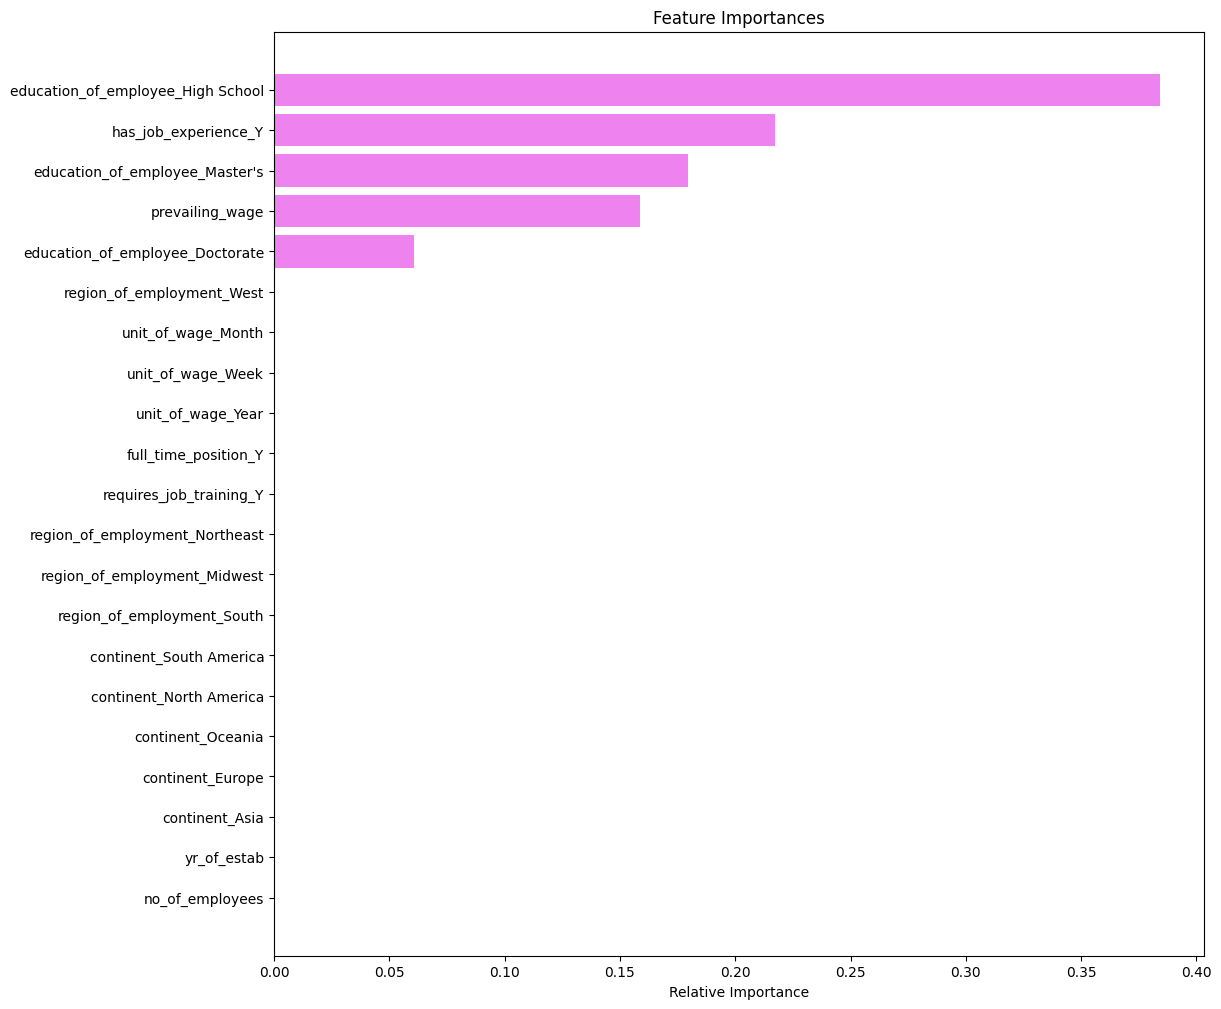 Feature Importances
education_of_employee_High School
has_job_experience_Y
education_of_employee_Master's
prevailing_wage
education_of_employee_Doctorate
region_of_employment_West
unit_of_wage_Month
unit_of_wage_Week
unit_of_wage_Year
full_time_position_Y
requires_job_training_Y
region_of_employment_Northeast
region_of_employment_Midwest
region_of_employment_South
continent_South America
continent_North America
continent_Oceania
continent_Europe
continent_Asia
yr_of_estab
no_of_employees
0.00 0.05 0.10 0.15 0.20 0.25 0.30 0.35 0.40
Relative Importance